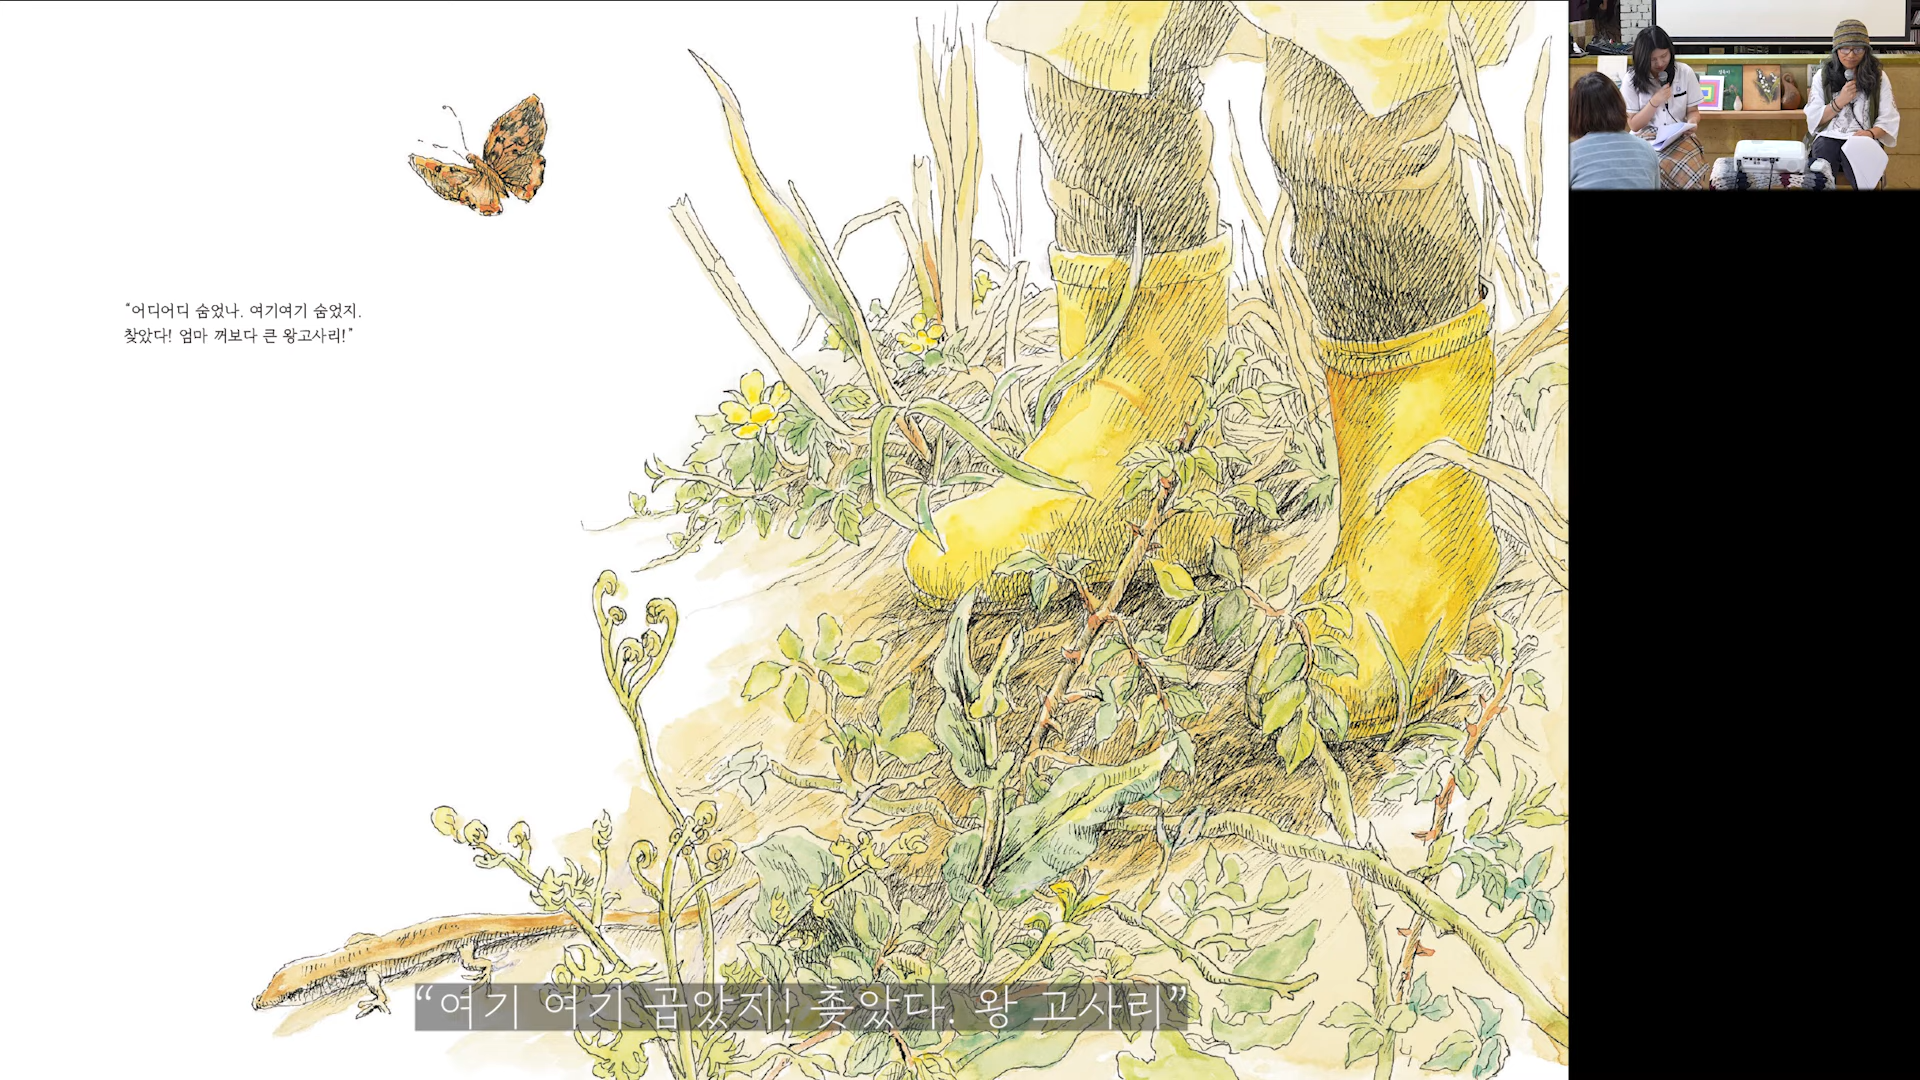 “어디어디 숨었나. 여기여기 숨었지.
찾았다! 엄마 꺼보다 큰 왕고사리!”
“여기 여기 곱았지! 촞았다. 왕 고사리”